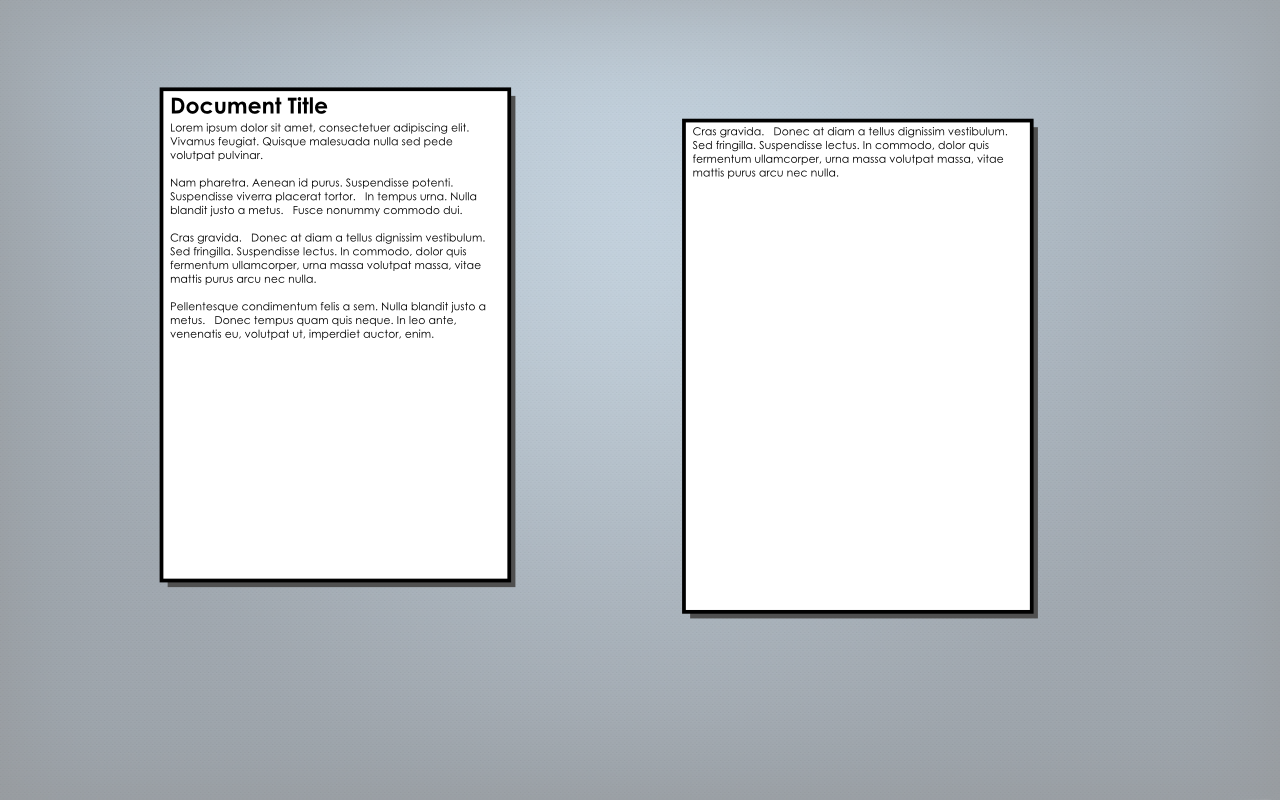 Document Title
Lorem ipsum dolor sit amet, consectetuer adipiscing elit.
Vivamus feugiat. Quisque malesuada nulla sed pede
volutpat pulvinar.
Nam pharetra. Aenean id purus. Suspendisse potenti.
Suspendisse viverra placerat tortor.   In tempus urna. Nulla
blandit justo a metus.   Fusce nonummy commodo dui.
Cras gravida.   Donec at diam a tellus dignissim vestibulum.
Sed fringilla. Suspendisse lectus. In commodo, dolor quis
fermentum ullamcorper, urna massa volutpat massa, vitae
mattis purus arcu nec nulla.
Pellentesque condimentum felis a sem. Nulla blandit justo a
metus.   Donec tempus quam quis neque. In leo ante,
venenatis eu, volutpat ut, imperdiet auctor, enim.
Cras gravida.   Donec at diam a tellus dignissim vestibulum.
Sed fringilla. Suspendisse lectus. In commodo, dolor quis
fermentum ullamcorper, urna massa volutpat massa, vitae
mattis purus arcu nec nulla.